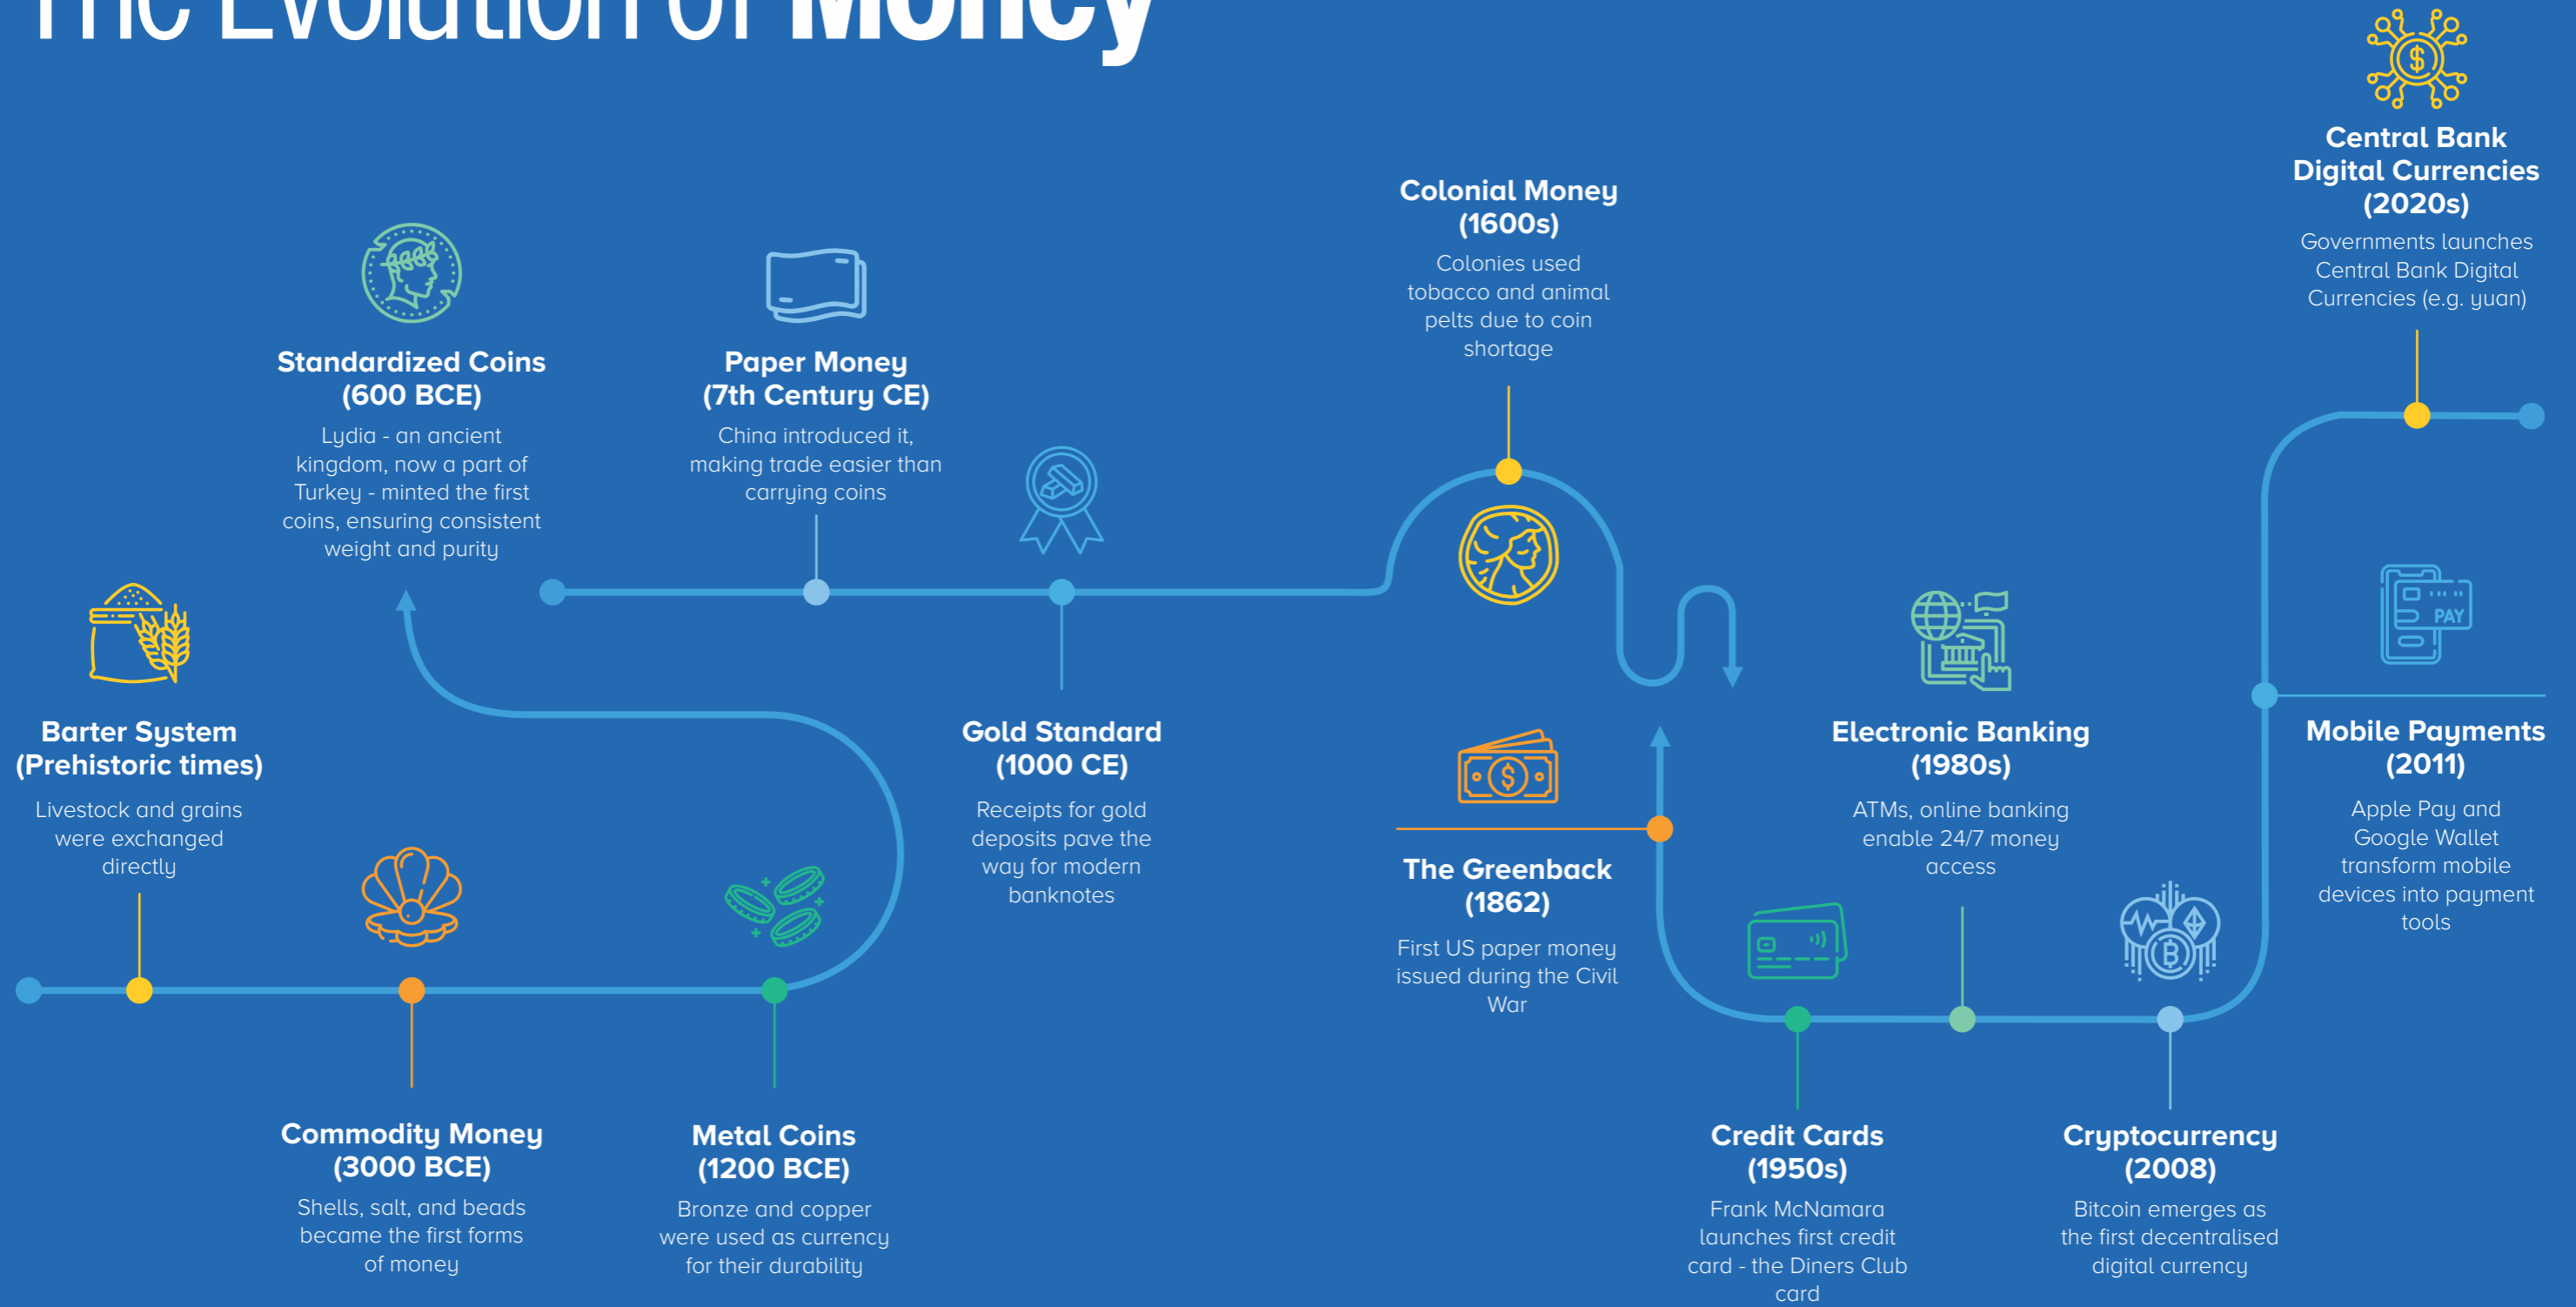 The Evolution of Money
Barter System
(Prehistoric times)
Livestock and grains
were exchanged
directly
Commodity Money
(3000 BCE)
Shells, salt, and beads
became the first forms
of money
Metal Coins
(1200 BCE)
Bronze and copper
were used as currency
for their durability
Standardized Coins
(600 BCE)
Lydia - an ancient
kingdom, now a part of
Turkey - minted the first
coins, ensuring consistent
weight and purity
Paper Money
(7th Century CE)
China introduced it,
making trade easier than
carrying coins
Gold Standard
(1000 CE)
Receipts for gold
deposits pave the
way for modern
banknotes
Colonial Money
(1600s)
Colonies used
tobacco and animal
pelts due to coin
shortage
$
The Greenback
(1862)
First US paper money
issued during the Civil
War
Credit Cards
(1950s)
Frank McNamara
launches first credit
card - the Diners Club
card
Electronic Banking
(1980s)
ATMs, online banking
enable 24/7 money
access
B
Cryptocurrency
(2008)
Bitcoin emerges as
the first decentralised
digital currency
PAY
Mobile Payments
(2011)
Apple Pay and
Google Wallet
transform mobile
devices into payment
tools
$
Central Bank
Digital Currencies
(2020s)
Governments launches
Central Bank Digital
Currencies (e.g. yuan)